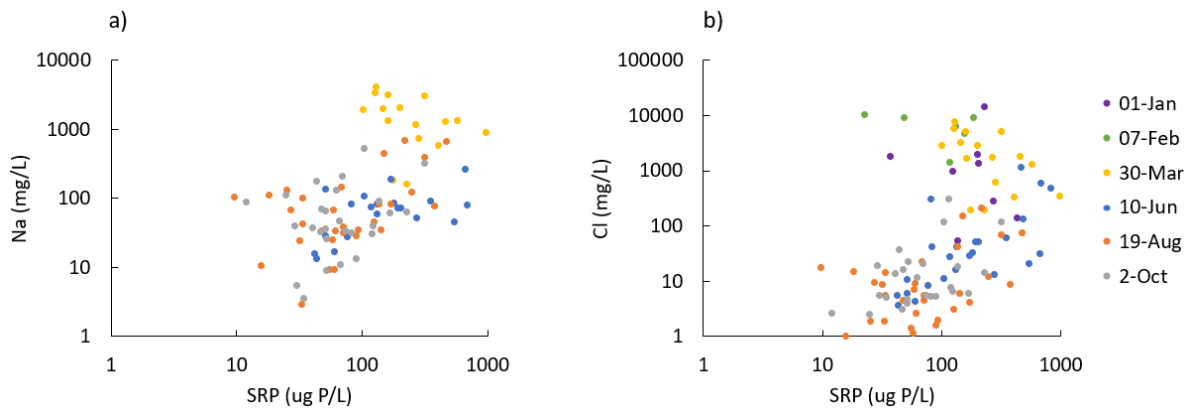 a)
10000
1000
100
10
1
Na (mg/L)
1 10 100 1000
SRP (ug P/L)
b)
100000
10000
1000
100
10
1
Cl (mg/L)
1 10 100 1000
SRP (ug P/L)
01-Jan
07-Feb
30-Mar
10-Jun
19-Aug
2-Oct